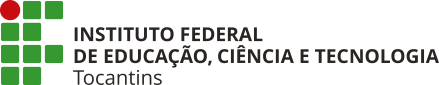 INSTITUTO FEDERAL
DE EDUCAÇÃO, CIÊNCIA E TECNOLOGIA
Tocantins